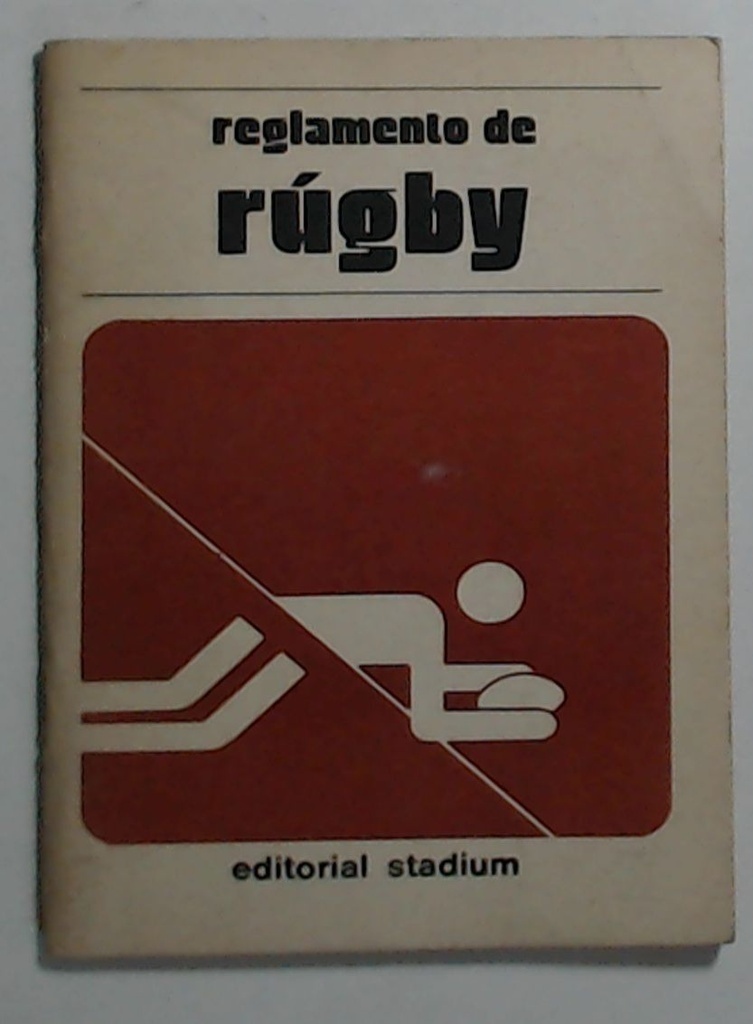 reglamento de
rúgby
editorial stadium